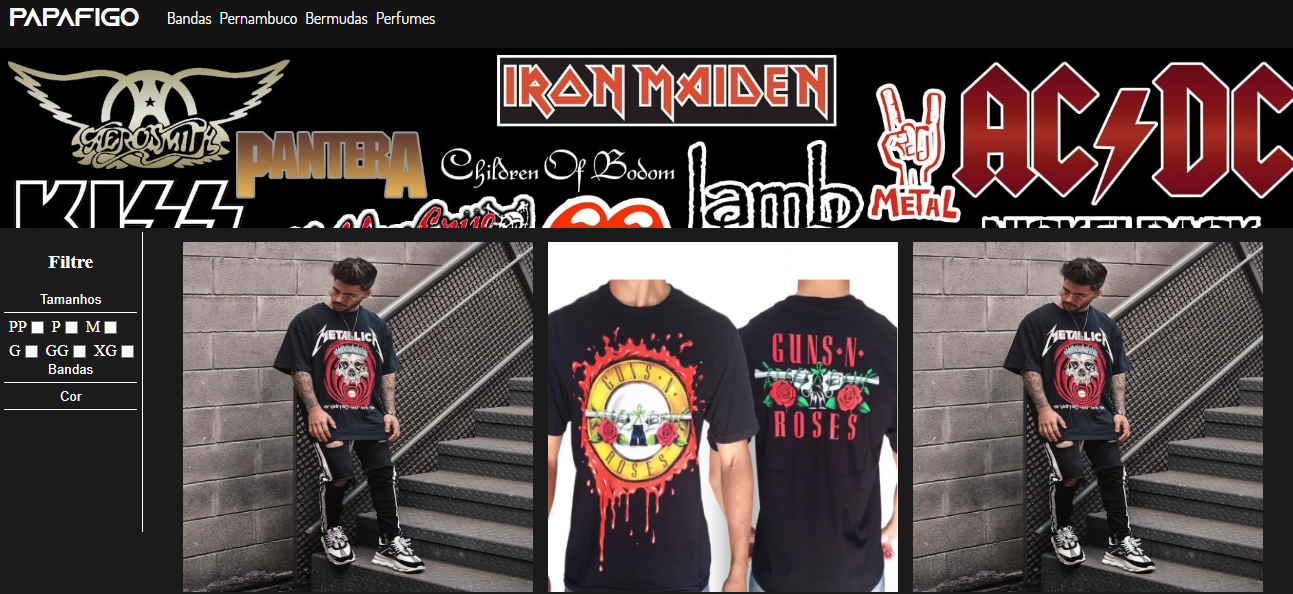 PAPAFIGO Bandas Pernambuco Bermudas Perfumes
AEROSMITH
PANTERA
IRON MAIDEN
Children Of Bodom
lamb
METAL
AC DC
KISS
NICKELBACK
Filtre
Tamanhos
PP P M
G GG XG
Bandas
Cor
METALLICA
GUNS N
ROSES
GUNS·N·
ROSES
METALLICA